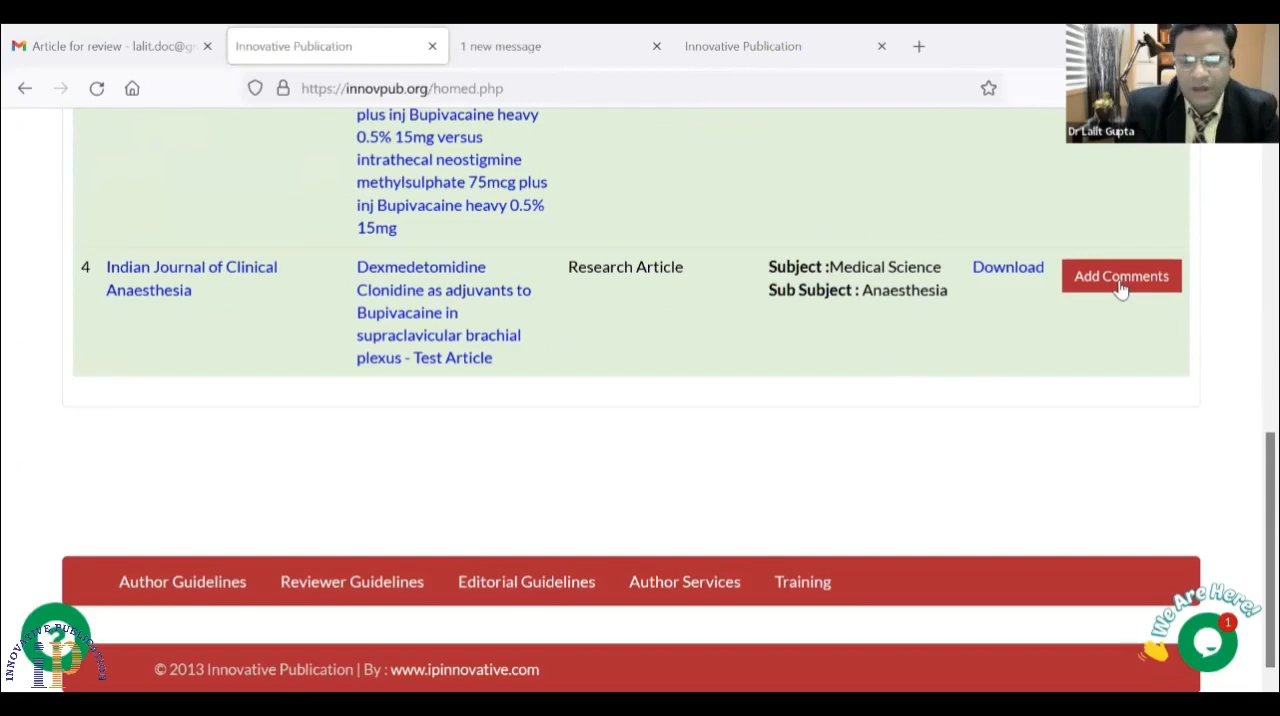 Article for review - lalit.doc@g
Innovative Publication
1 new message
Innovative Publication
https://innovpub.org/homed.php
Dr Lalit Gupta
plus inj Bupivacaine heavy
0.5% 15mg versus
intrathecal neostigmine
methylsulphate 75mcg plus
inj Bupivacaine heavy 0.5%
15mg
4
Indian Journal of Clinical
Anaesthesia
Dexmedetomidine
Clonidine as adjuvants to
Bupivacaine in
supraclavicular brachial
plexus - Test Article
Research Article
Subject :Medical Science
Sub Subject : Anaesthesia
Download
Add Comments
Author Guidelines
Reviewer Guidelines
Editorial Guidelines
Author Services
Training
We Are Here!
1
?
INNOVATIVE PUBLICATION
ip
© 2013 Innovative Publication | By : www.ipinnovative.com